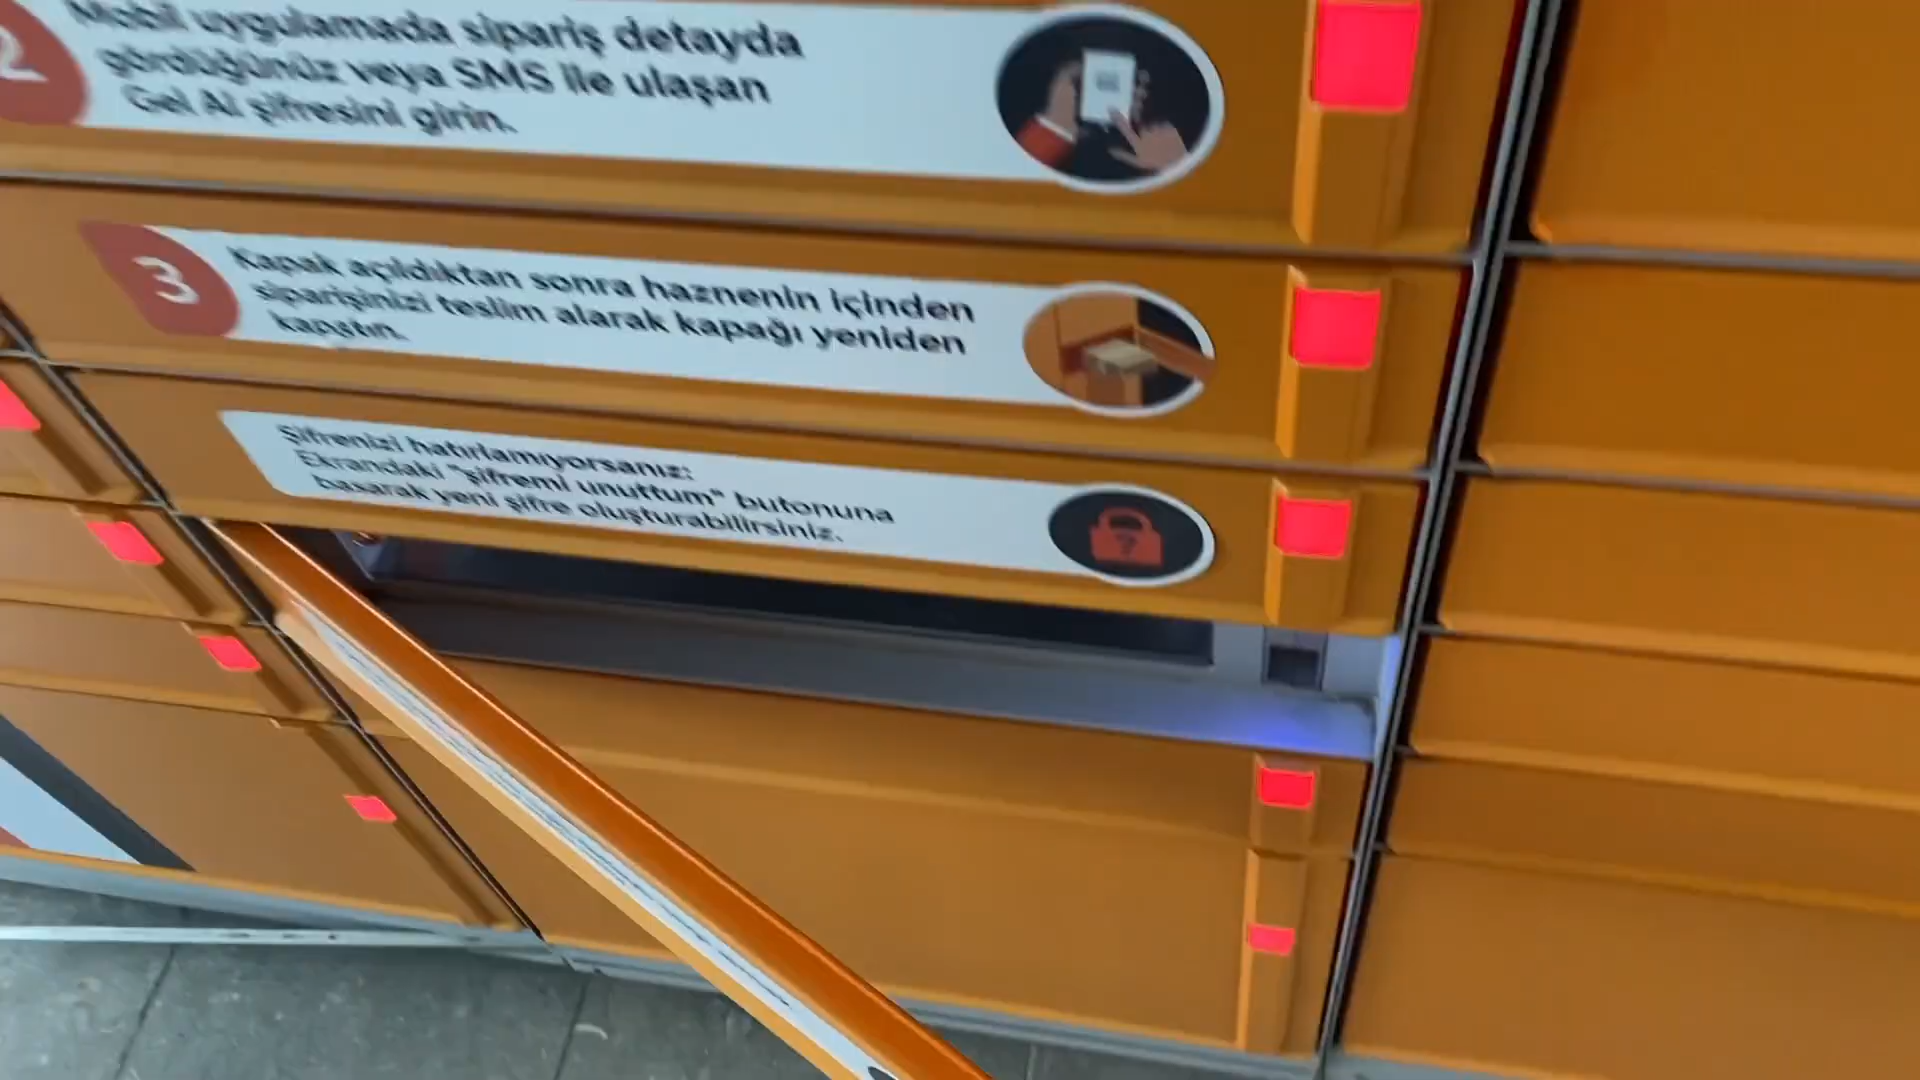 2
Mobil uygulamada sipariş detayda
gördüğünüz veya SMS ile ulaşan
Gel Al şifresini girin.
3
Kapak açıldıktan sonra haznenin içinden
siparişinizi teslim alarak kapağı yeniden
kapatın.
Şifrenizi hatırlamıyorsanız:
Ekrandaki "şifremi unuttum" butonuna
basarak yeni şifre oluşturabilirsiniz.
?